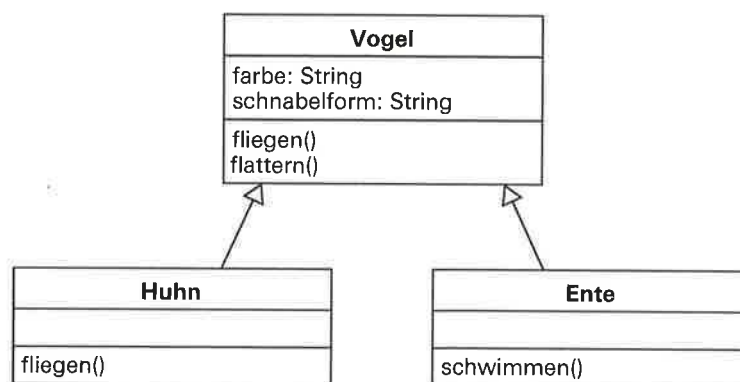 Vogel
farbe: String
schnabelform: String
fliegen()
flattern()
Huhn
fliegen()
Ente
schwimmen()